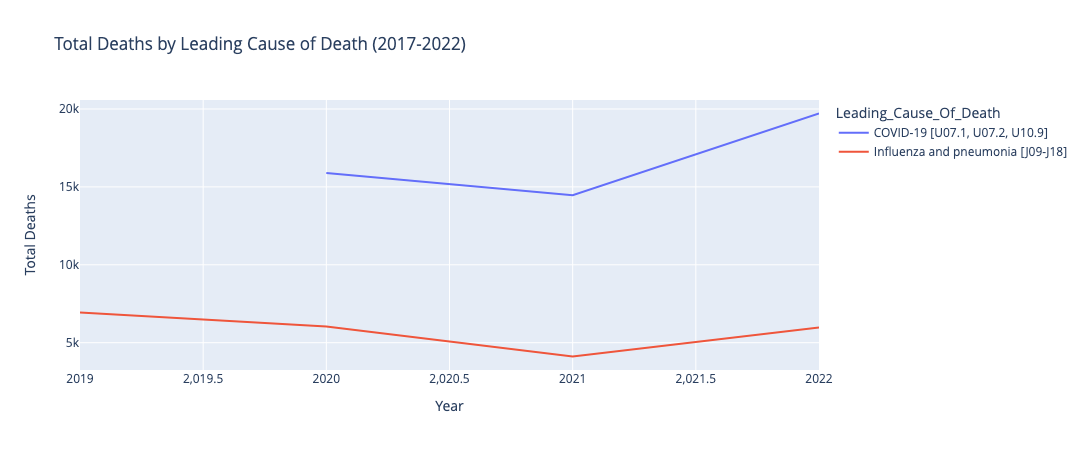 Total Deaths by Leading Cause of Death (2017-2022)
Leading_Cause_Of_Death
COVID-19 [U07.1, U07.2, U10.9]
Influenza and pneumonia [J09-J18]
Total Deaths
20k
15k
10k
5k
2019
2,019.5
2020
2,020.5
2021
2,021.5
2022
Year